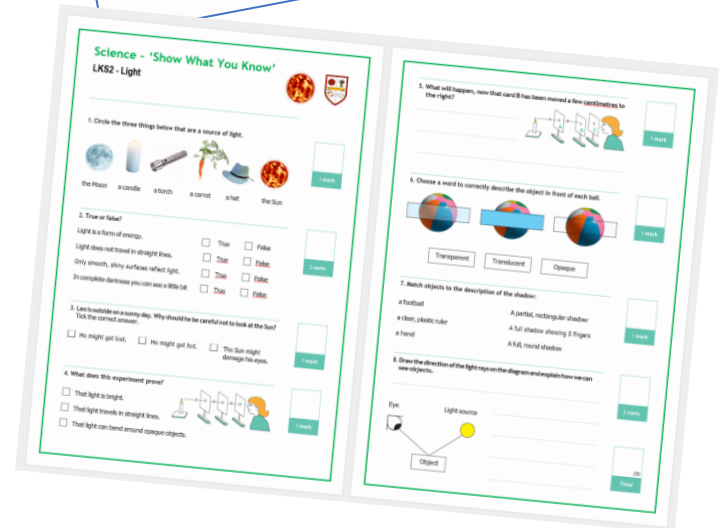 Science - 'Show What You Know'
LKS2 - Light
1. Circle the three things below that are a source of light.
the Moon
a candle
a torch
a carrot
a hat
the Sun
1 mark
2. True or false?
Light is a form of energy.
True
False
Light does not travel in straight lines.
True
False
Only smooth, shiny surfaces reflect light.
True
False
In complete darkness you can see a little bit
True
False
2 marks
3. Leo is outside on a sunny day. Why should he be careful not to look at the Sun?
Tick the correct answer.
He might get lost.
He might get hot.
The Sun might
damage his eyes.
1 mark
4. What does this experiment prove?
That light is bright.
That light travels in straight lines.
That light can bend around opaque objects.
1 mark
5. What will happen, now that card B has been moved a few centimetres to
the right?
1 mark
6. Choose a word to correctly describe the object in front of each ball.
Transparent
Translucent
Opaque
1 mark
7. Match objects to the description of the shadow:
a football
A partial, rectangular shadow
a clear, plastic ruler
A full shadow showing 5 fingers
a hand
A full, round shadow
1 mark
8. Draw the direction of the light rays on the diagram and explain how we can
see objects.
Eye
Light source
Object
2 marks
Total